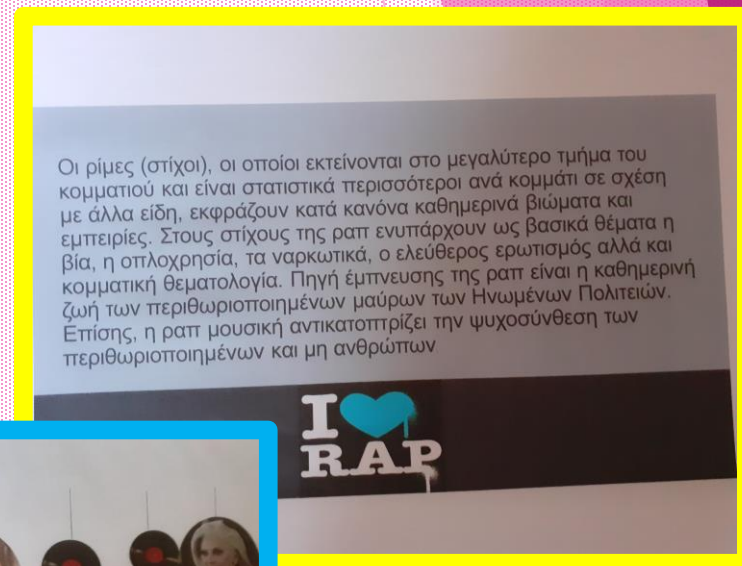 Οι ρίμες (στίχοι), οι οποίοι εκτείνονται στο μεγαλύτερο τμήμα του
κομματιού και είναι στατιστικά περισσότεροι ανά κομμάτι σε σχέση
με άλλα είδη, εκφράζουν κατά κανόνα καθημερινά βιώματα και
εμπειρίες. Στους στίχους της ραπ ενυπάρχουν ως βασικά θέματα η
βία, η οπλοχρησία, τα ναρκωτικά, ο ελεύθερος ερωτισμός αλλά και
κομματική θεματολογία. Πηγή έμπνευσης της ραπ είναι η καθημερινή
ζωή των περιθωριοποιημένων μαύρων των Ηνωμένων Πολιτειών.
Επίσης, η ραπ μουσική αντικατοπτρίζει την ψυχοσύνθεση των
περιθωριοποιημένων και μη ανθρώπων
I
R.A.P